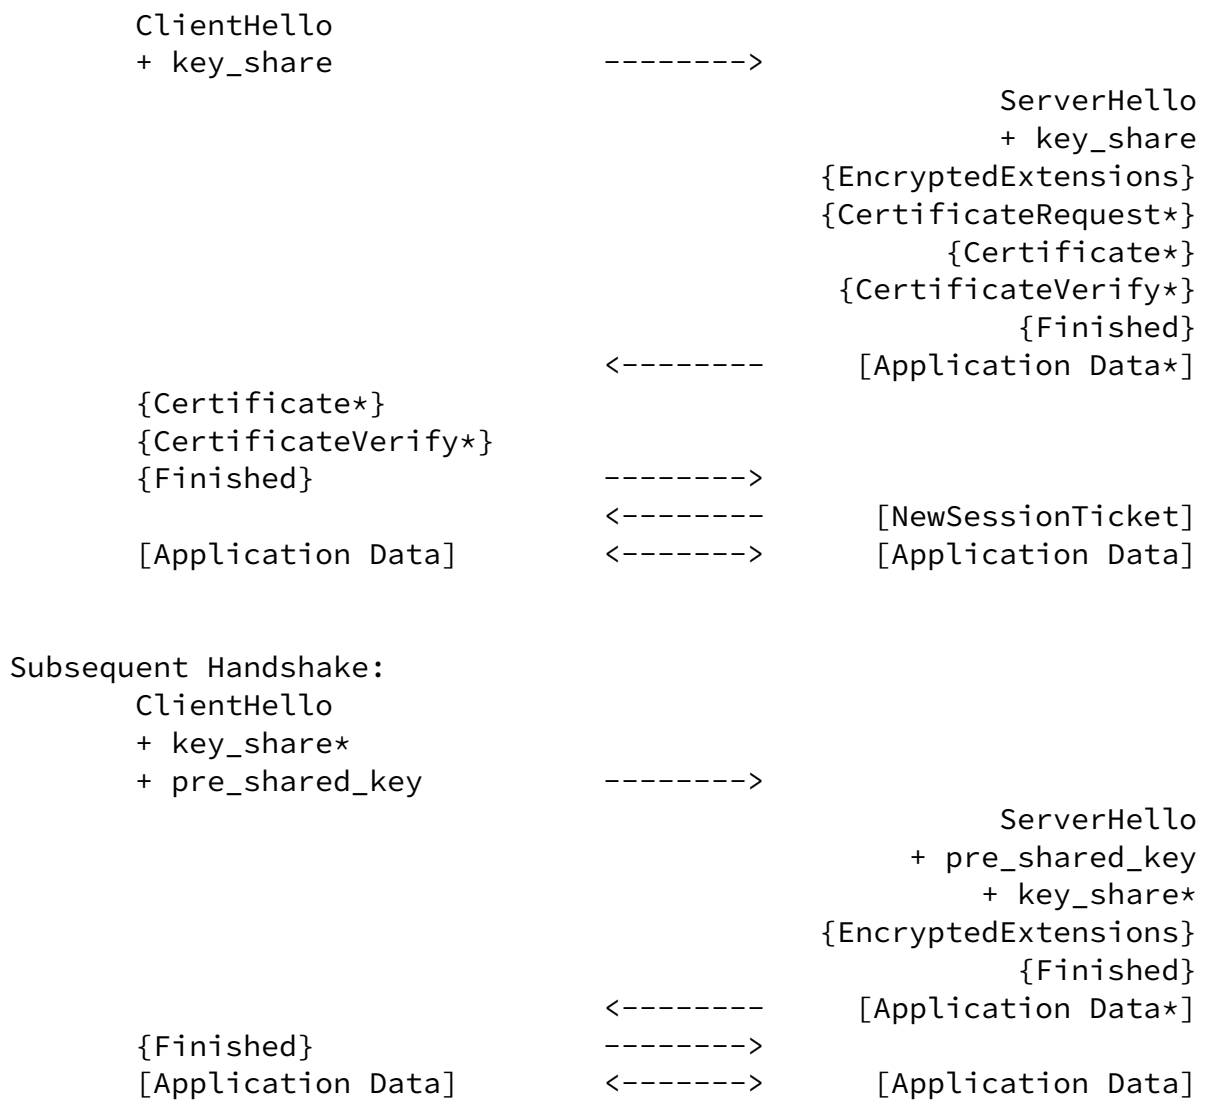 ClientHello
+ key_share -------->
ServerHello
+ key_share
{EncryptedExtensions}
{CertificateRequest*}
{Certificate*}
{CertificateVerify*}
{Finished}
<-------- [Application Data*]
{Certificate*}
{CertificateVerify*}
{Finished} -------->
<-------- [NewSessionTicket]
[Application Data] <-------> [Application Data]
Subsequent Handshake:
ClientHello
+ key_share*
+ pre_shared_key -------->
ServerHello
+ pre_shared_key
+ key_share*
{EncryptedExtensions}
{Finished}
<-------- [Application Data*]
{Finished} -------->
[Application Data] <-------> [Application Data]